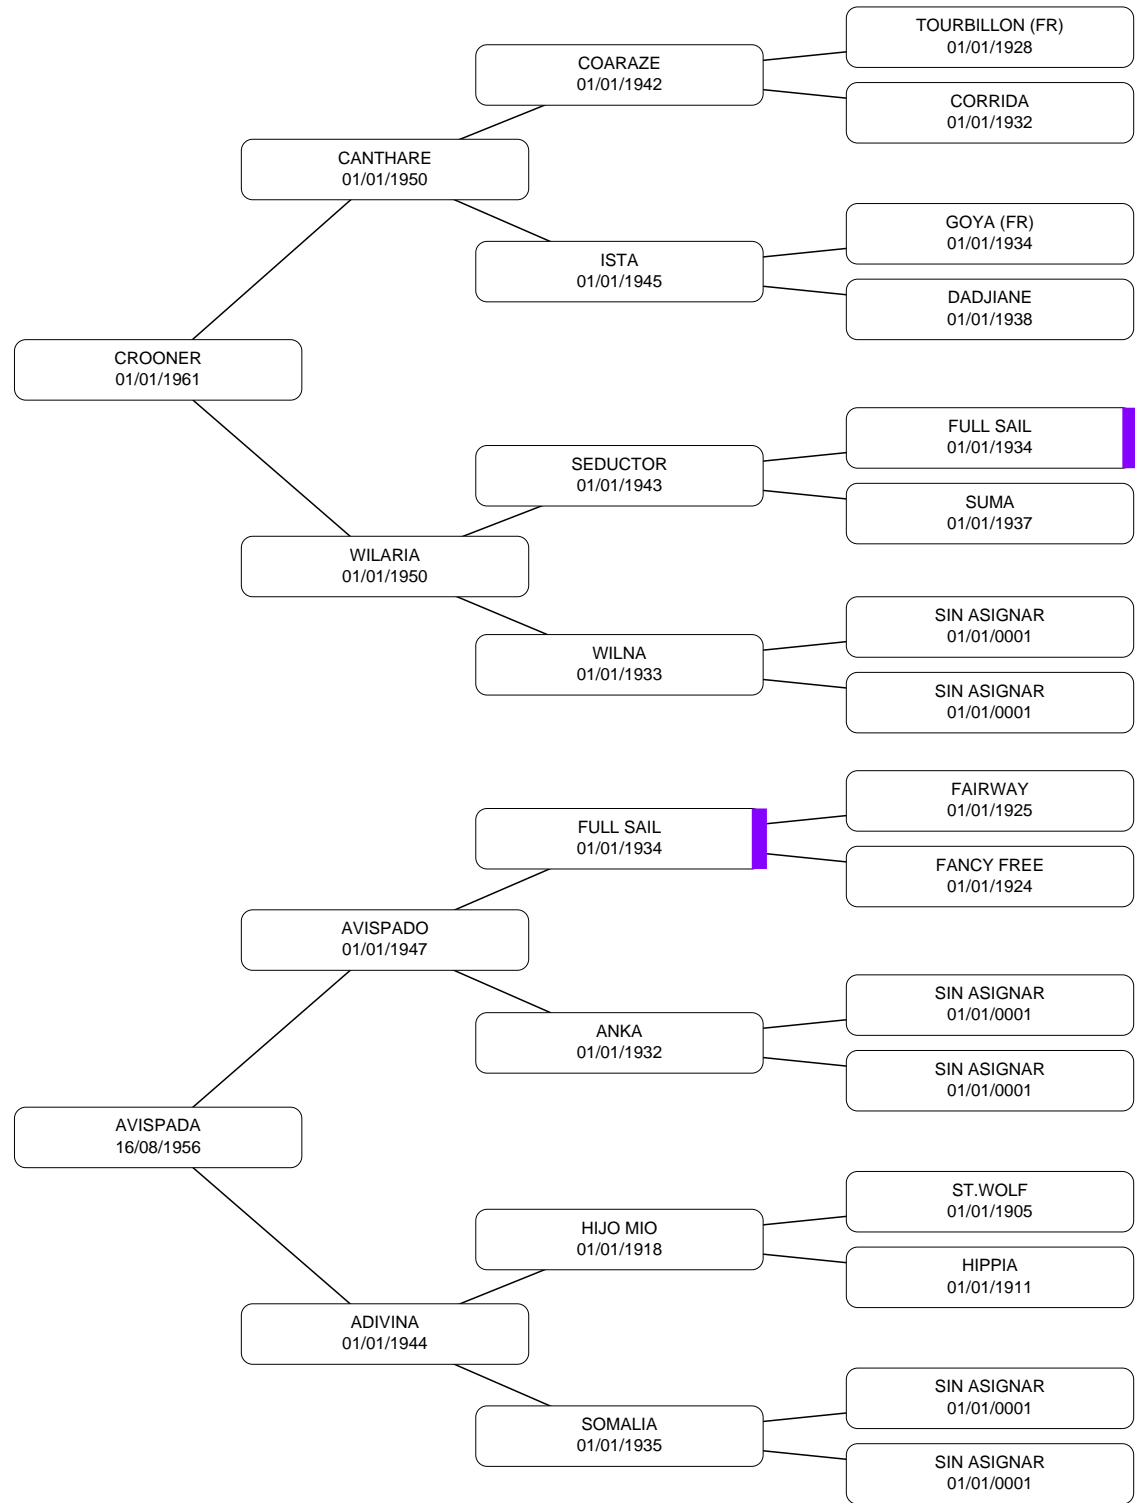 TOURBILLON (FR)
01/01/1928
COARAZE
01/01/1942
CORRIDA
01/01/1932
CANTHARE
01/01/1950
GOYA (FR)
01/01/1934
ISTA
01/01/1945
DADJIANE
01/01/1938
CROONER
01/01/1961
FULL SAIL
01/01/1934
SEDUCTOR
01/01/1943
SUMA
01/01/1937
WILARIA
01/01/1950
SIN ASIGNAR
01/01/0001
WILNA
01/01/1933
SIN ASIGNAR
01/01/0001
FAIRWAY
01/01/1925
FULL SAIL
01/01/1934
FANCY FREE
01/01/1924
AVISPADO
01/01/1947
SIN ASIGNAR
01/01/0001
ANKA
01/01/1932
SIN ASIGNAR
01/01/0001
AVISPADA
16/08/1956
ST.WOLF
01/01/1905
HIJO MIO
01/01/1918
HIPPIA
01/01/1911
ADIVINA
01/01/1944
SIN ASIGNAR
01/01/0001
SOMALIA
01/01/1935
SIN ASIGNAR
01/01/0001